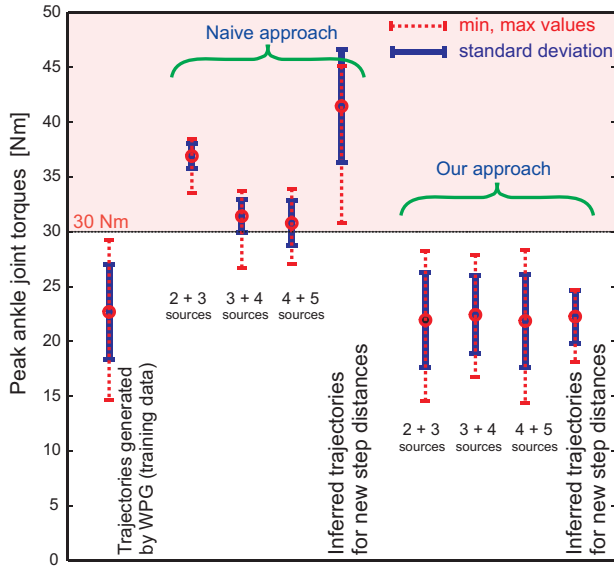 50
45
40
35
30
25
20
15
10
5
0
Peak ankle joint torques [Nm]
Naive approach
min, max values
standard deviation
Our approach
30 Nm
2 + 3
sources
3 + 4
sources
4 + 5
sources
2 + 3
sources
3 + 4
sources
4 + 5
sources
Trajectories generated
by WPG (training data)
Inferred trajectories
for new step distances
Inferred trajectories
for new step distances